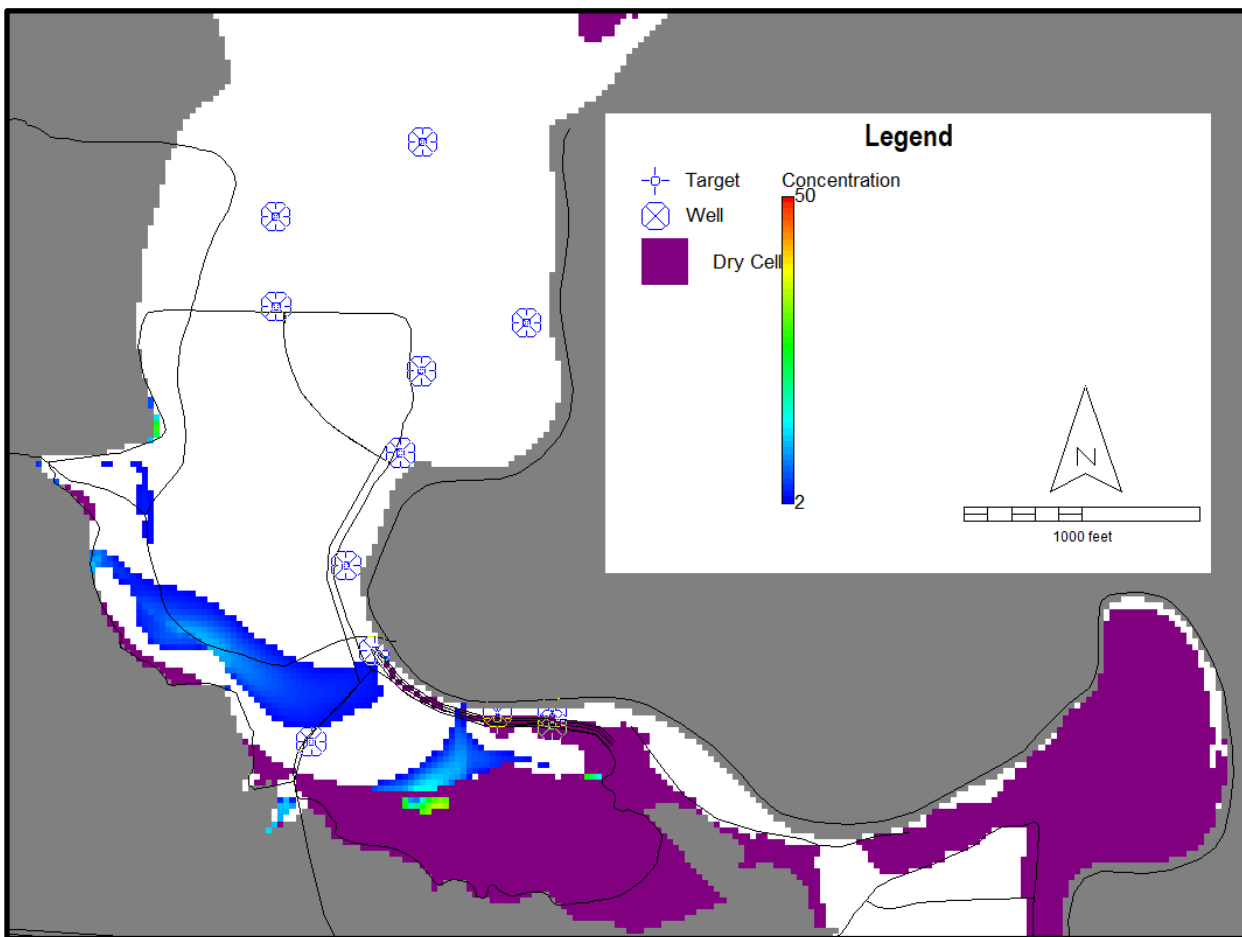 Legend
Target
Concentration
50
Well
Dry Cell
2
N
1000 feet